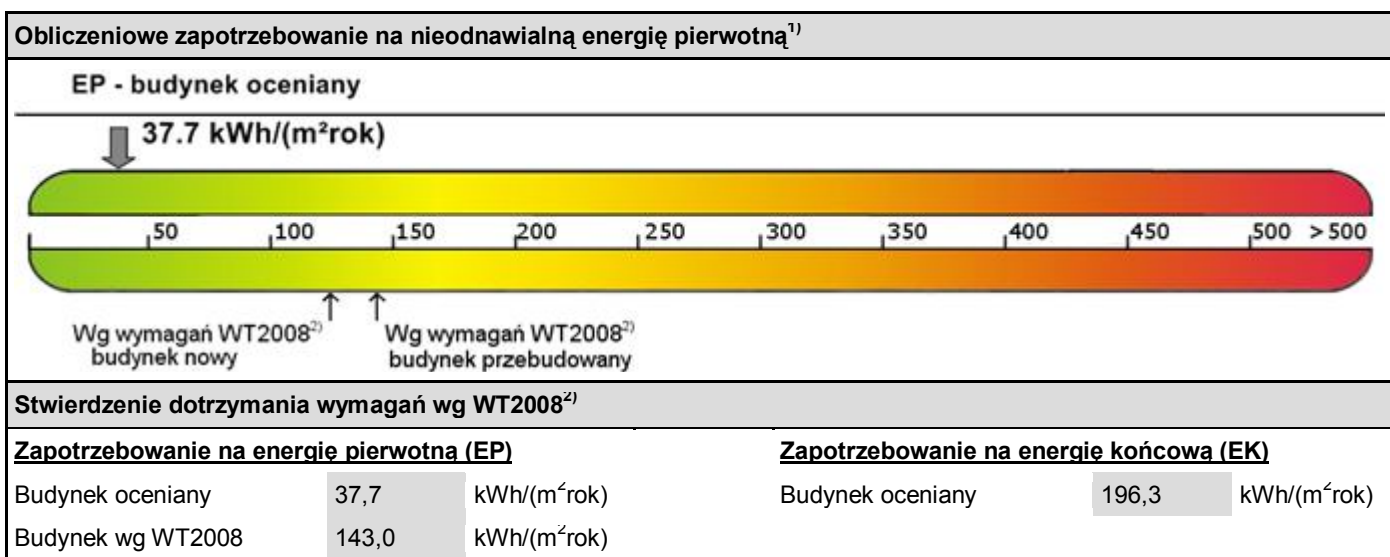 Obliczeniowe zapotrzebowanie na nieodnawialną energię pierwotną¹⁾
EP - budynek oceniany
37.7 kWh/(m²rok)
50 100 150 200 250 300 350 400 450 500 > 500
Wg wymagań WT2008²⁾
budynek nowy
Wg wymagań WT2008²⁾
budynek przebudowany
Stwierdzenie dotrzymania wymagań wg WT2008²⁾
Zapotrzebowanie na energię pierwotną (EP) Zapotrzebowanie na energię końcową (EK)
Budynek oceniany 37,7 kWh/(m²rok) Budynek oceniany 196,3 kWh/(m²rok)
Budynek wg WT2008 143,0 kWh/(m²rok)